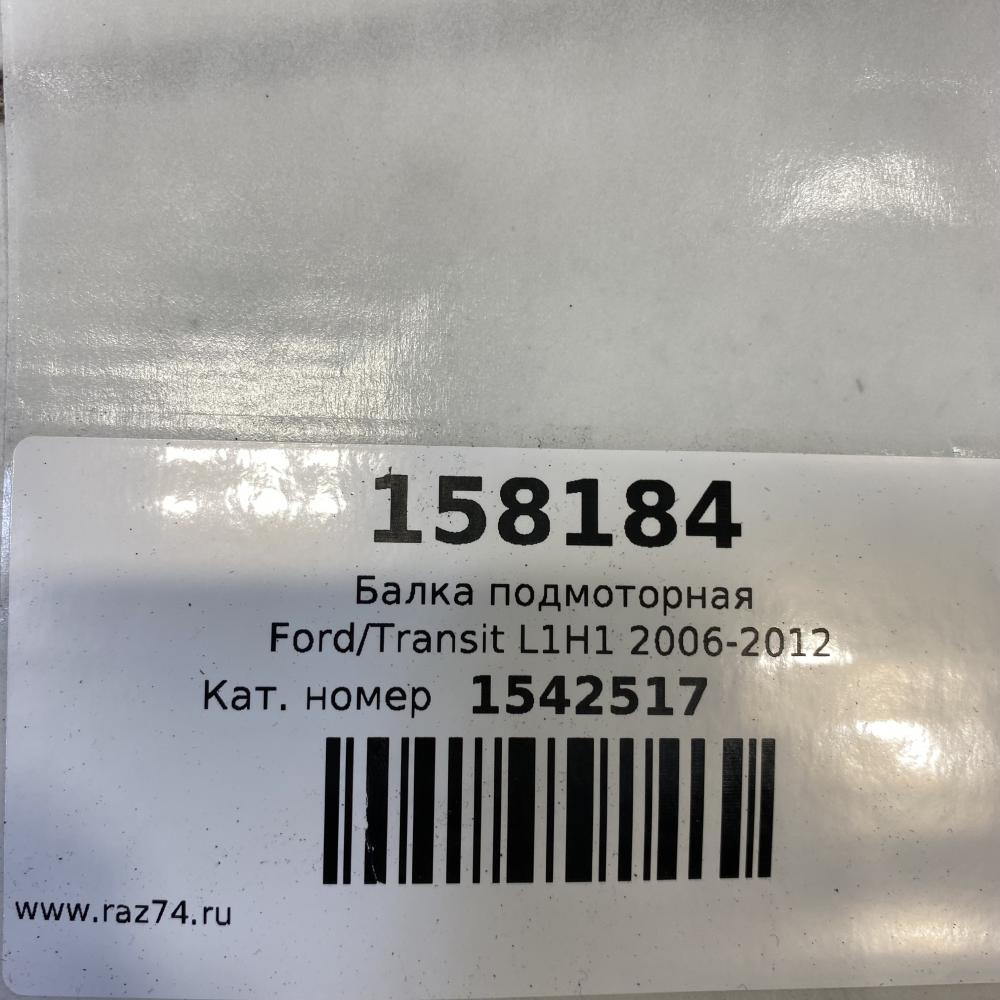 158184
Балка подмоторная
Ford/Transit L1H1 2006-2012
Кат. номер 1542517
www.raz74.ru